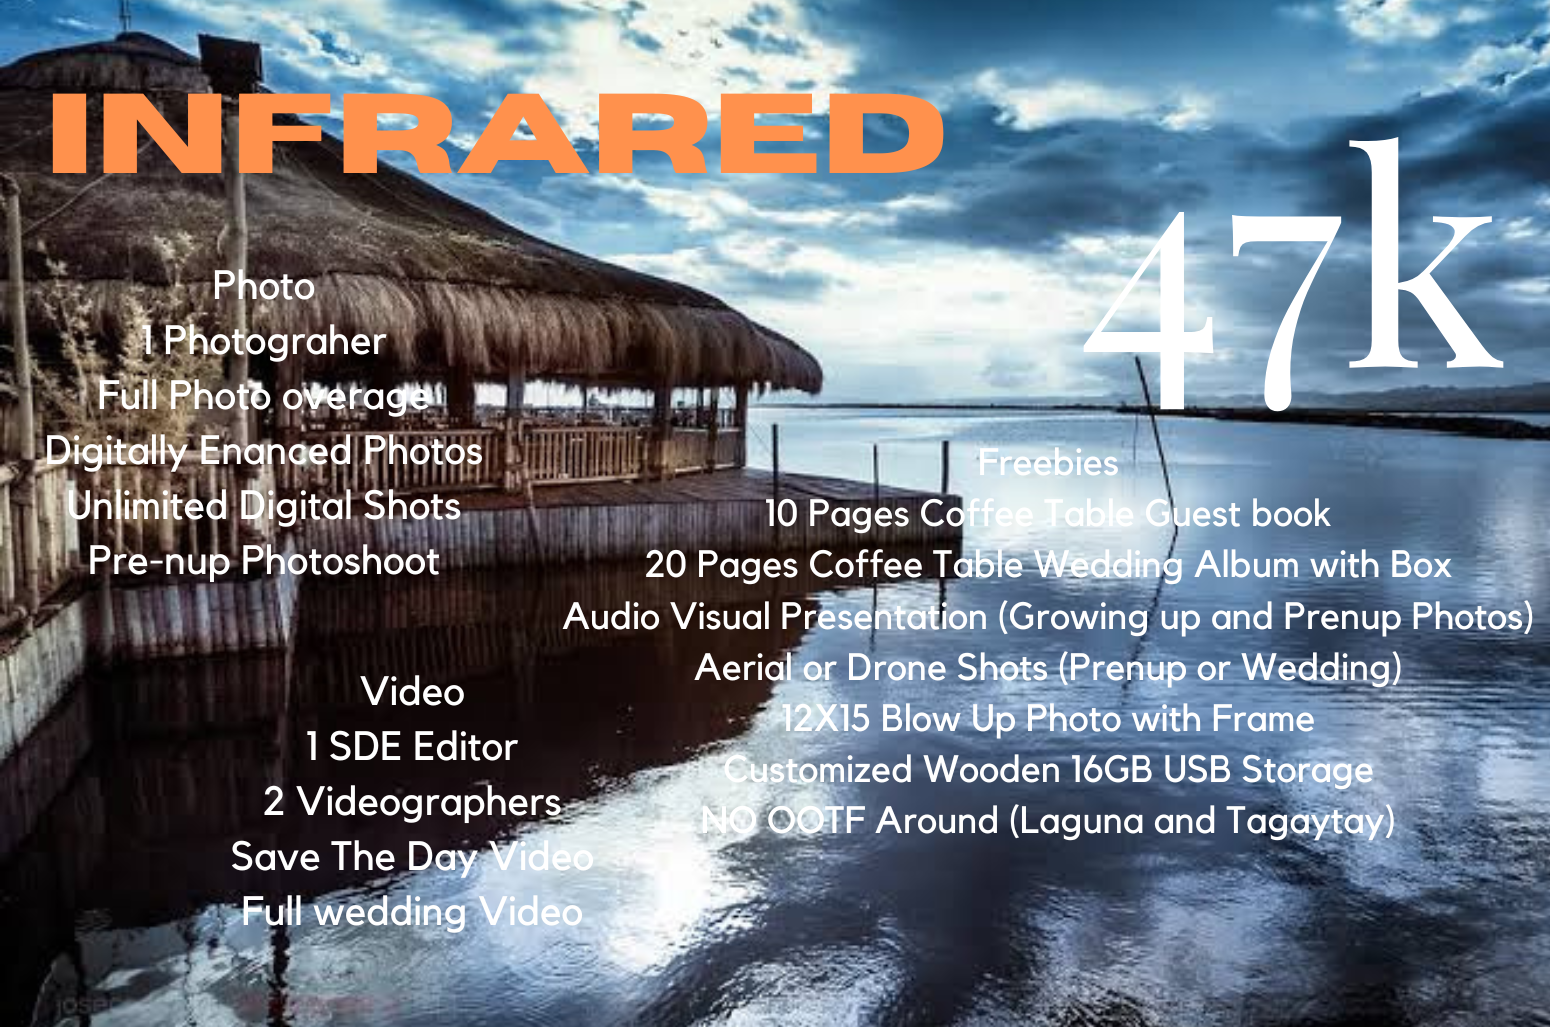 INFRARED
47k
Photo
1 Photograher
Full Photo overage
Digitally Enanced Photos
Unlimited Digital Shots
Pre-nup Photoshoot
Video
1 SDE Editor
2 Videographers
Save The Day Video
Full wedding Video
Freebies
10 Pages Coffee Table Guest book
20 Pages Coffee Table Wedding Album with Box
Audio Visual Presentation (Growing up and Prenup Photos)
Aerial or Drone Shots (Prenup or Wedding)
12X15 Blow Up Photo with Frame
Customized Wooden 16GB USB Storage
NO OOTF Around (Laguna and Tagaytay)